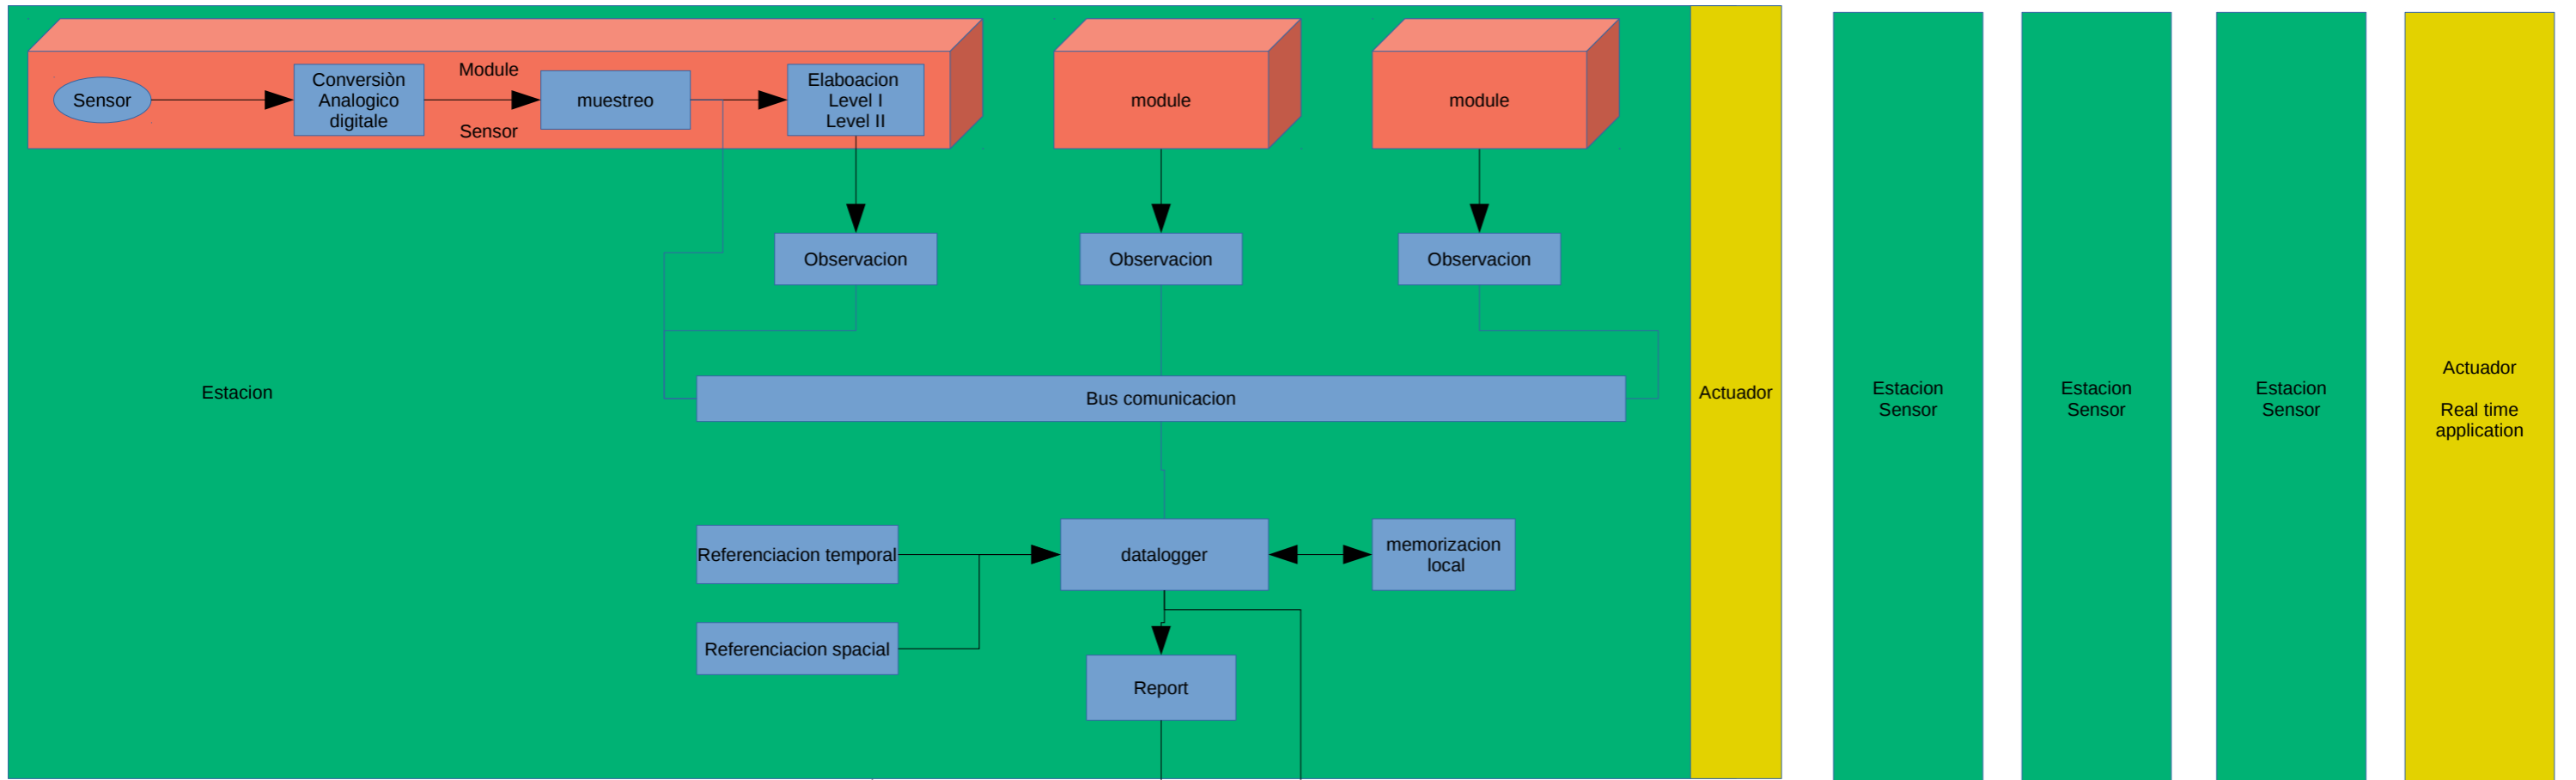 Sensor
Conversiòn
Analogico
digitale
Module
Sensor
muestreo
Elaboacion
Level I
Level II
module
module
Observacion
Observacion
Observacion
Estacion
Bus comunicacion
Actuador
Estacion
Sensor
Estacion
Sensor
Estacion
Sensor
Actuador
Real time
application
Referenciacion temporal
datalogger
memorizacion
local
Referenciacion spacial
Report